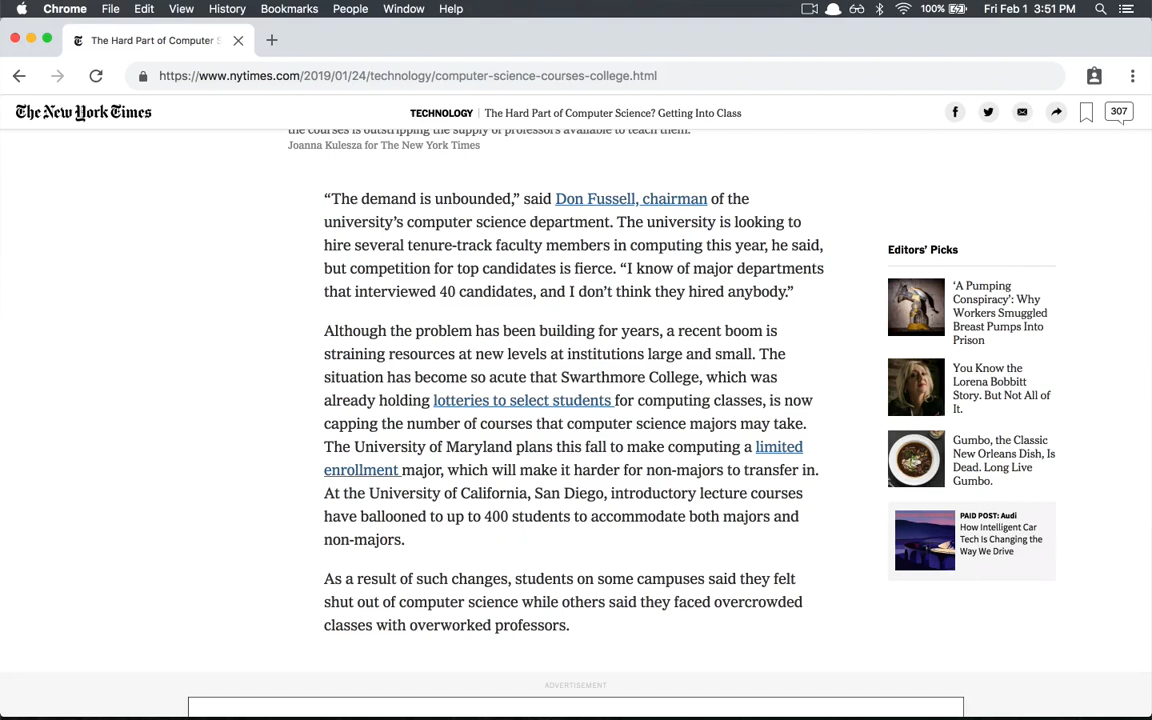 Chrome File Edit View History Bookmarks People Window Help 100% Fri Feb 1 3:51 PM
The Hard Part of Computer S
https://www.nytimes.com/2019/01/24/technology/computer-science-courses-college.html
The New York Times TECHNOLOGY | The Hard Part of Computer Science? Getting Into Class 307
the courses is outstripping the supply of professors available to teach them.
Joanna Kulesza for The New York Times
“The demand is unbounded,” said Don Fussell, chairman of the
university’s computer science department. The university is looking to
hire several tenure-track faculty members in computing this year, he said,
but competition for top candidates is fierce. “I know of major departments
that interviewed 40 candidates, and I don’t think they hired anybody.”
Although the problem has been building for years, a recent boom is
straining resources at new levels at institutions large and small. The
situation has become so acute that Swarthmore College, which was
already holding lotteries to select students for computing classes, is now
capping the number of courses that computer science majors may take.
The University of Maryland plans this fall to make computing a limited
enrollment major, which will make it harder for non-majors to transfer in.
At the University of California, San Diego, introductory lecture courses
have ballooned to up to 400 students to accommodate both majors and
non-majors.
As a result of such changes, students on some campuses said they felt
shut out of computer science while others said they faced overcrowded
classes with overworked professors.
Editors’ Picks
‘A Pumping
Conspiracy’: Why
Workers Smuggled
Breast Pumps Into
Prison
You Know the
Lorena Bobbitt
Story. But Not All of
It.
Gumbo, the Classic
New Orleans Dish, Is
Dead. Long Live
Gumbo.
PAID POST: Audi
How Intelligent Car
Tech Is Changing the
Way We Drive
ADVERTISEMENT